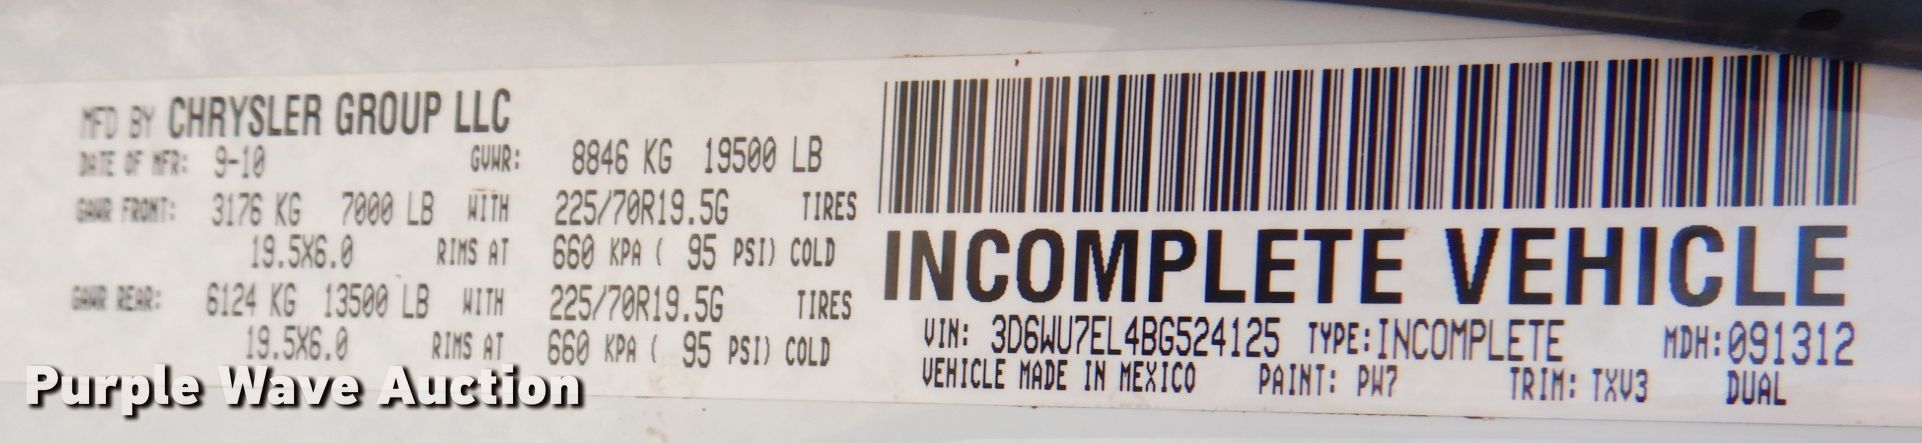 MFD BY CHRYSLER GROUP LLC
DATE OF MFR: 9-10 GVWR: 8846 KG 19500 LB
GAWR FRONT: 3176 KG 7000 LB WITH 225/70R19.5G TIRES
19.5X6.0 RIMS AT 660 KPA ( 95 PSI) COLD
GAWR REAR: 6124 KG 13500 LB WITH 225/70R19.5G TIRES
19.5X6.0 RIMS AT 660 KPA ( 95 PSI) COLD
INCOMPLETE VEHICLE
VIN: 3D6WU7EL4BG524125 TYPE: INCOMPLETE MDH: 091312
VEHICLE MADE IN MEXICO PAINT: PW7 TRIM: TXV3 DUAL
Purple Wave Auction